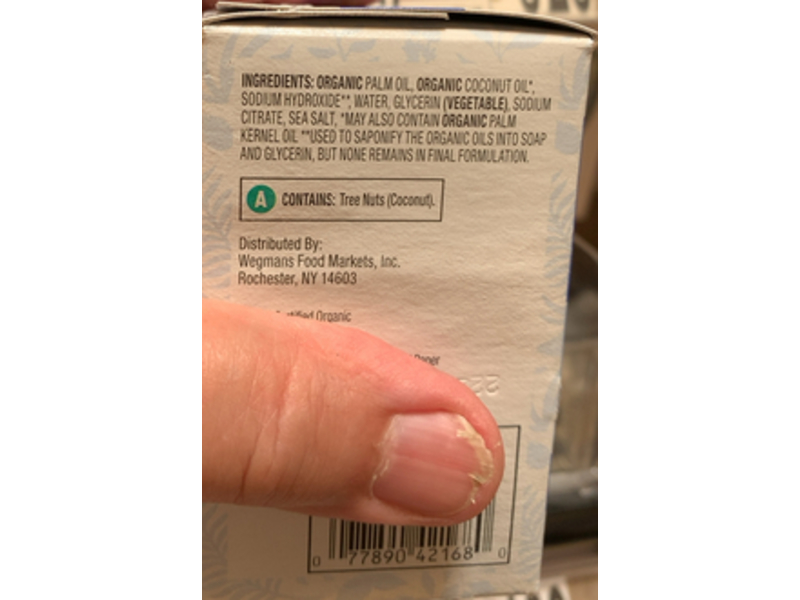 INGREDIENTS: ORGANIC PALM OIL, ORGANIC COCONUT OIL*,
SODIUM HYDROXIDE**, WATER, GLYCERIN (VEGETABLE), SODIUM
CITRATE, SEA SALT, *MAY ALSO CONTAIN ORGANIC PALM
KERNEL OIL **USED TO SAPONIFY THE ORGANIC OILS INTO SOAP
AND GLYCERIN, BUT NONE REMAINS IN FINAL FORMULATION.
A CONTAINS: Tree Nuts (Coconut).
Distributed By:
Wegmans Food Markets, Inc.
Rochester, NY 14603
Organic
0 77890 42168 0